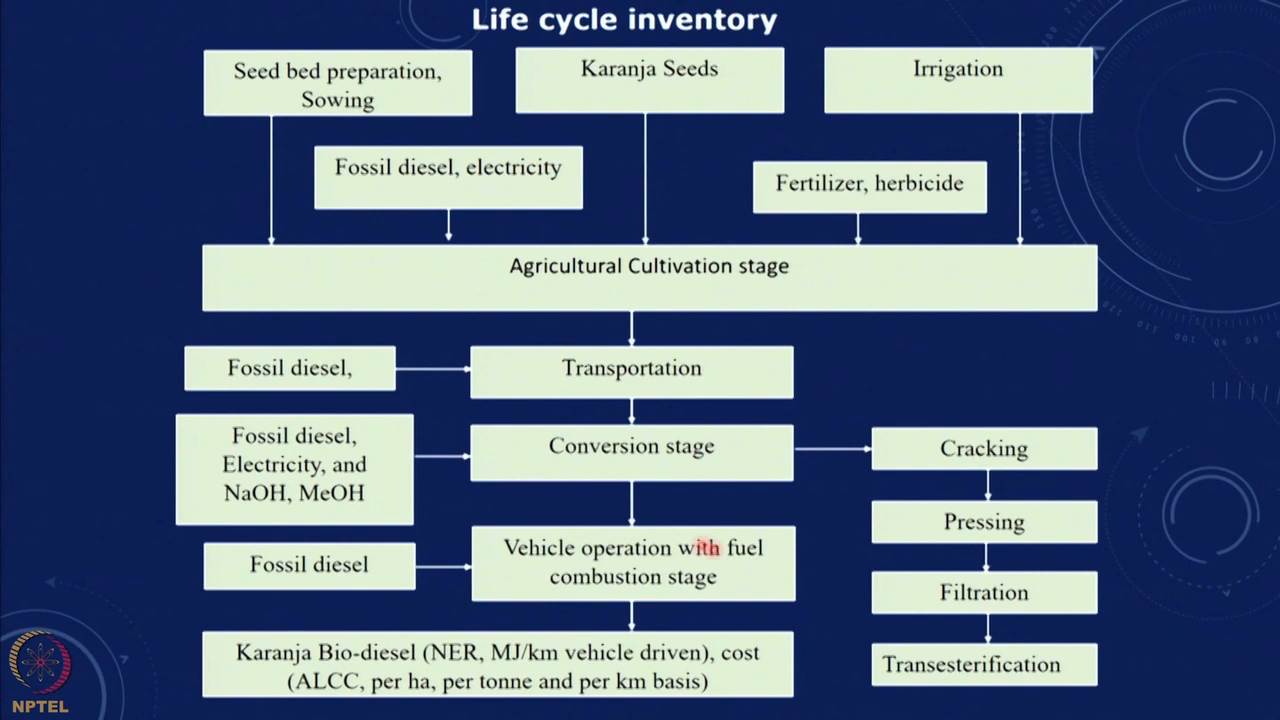 Life cycle inventory
Seed bed preparation,
Sowing
Karanja Seeds
Irrigation
Fossil diesel, electricity
Fertilizer, herbicide
Agricultural Cultivation stage
Fossil diesel,
Transportation
Fossil diesel,
Electricity, and
NaOH, MeOH
Conversion stage
Cracking
Pressing
Fossil diesel
Vehicle operation with fuel
combustion stage
Filtration
Karanja Bio-diesel (NER, MJ/km vehicle driven), cost
(ALCC, per ha, per tonne and per km basis)
Transesterification
NPTEL